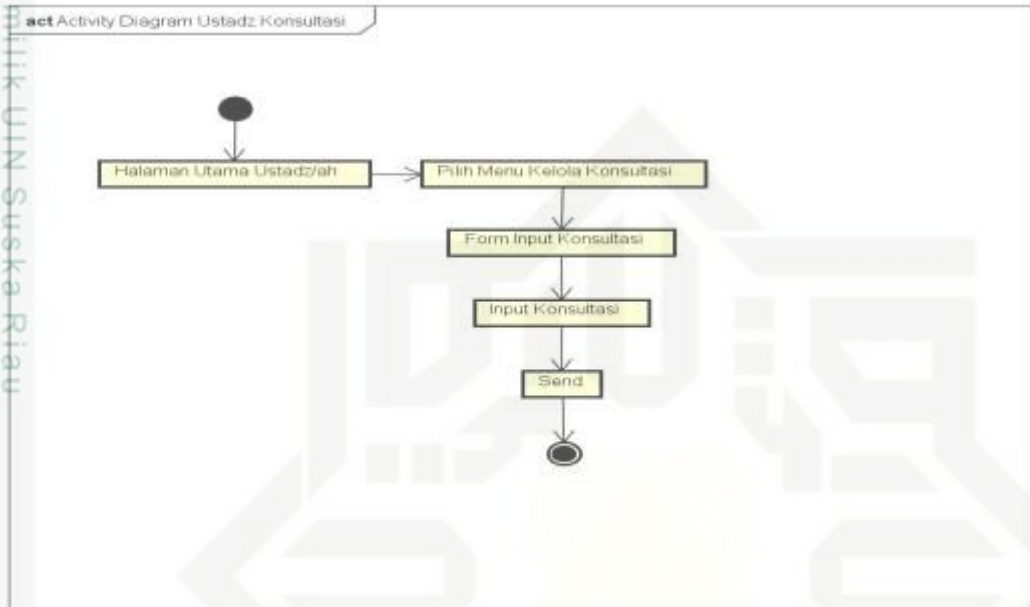 act Activity Diagram Ustadz Konsultasi
milik UIN Suska Riau
Halaman Utama Ustadz/ah
Pilih Menu Kelola Konsultasi
Form Input Konsultasi
Input Konsultasi
Send